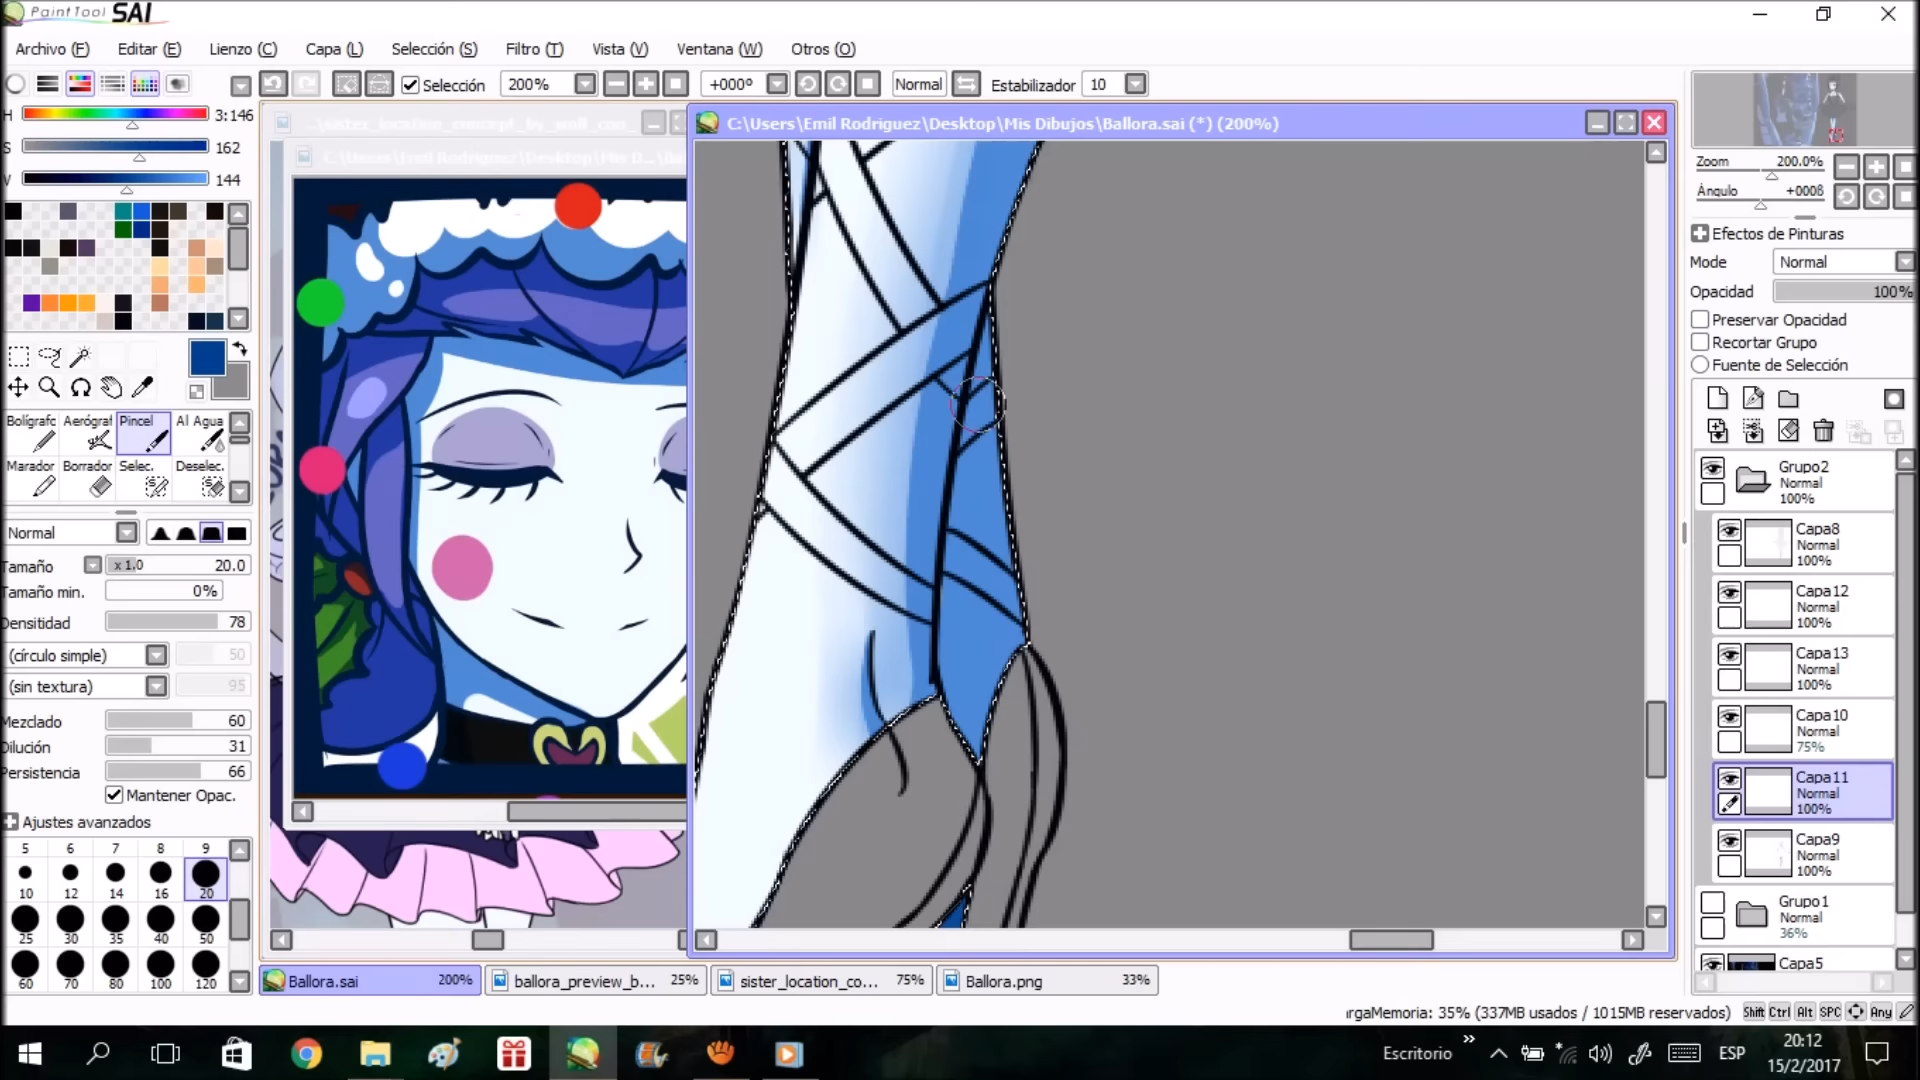 PaintTool SAI
Archivo (F) Editar (E) Lienzo (C) Capa (L) Selección (S) Filtro (T) Vista (V) Ventana (W) Otros (O)
Selección 200% +000º Normal Estabilizador 10
H 3:146
S 162
V 144
C:\Users\Emil Rodriguez\Desktop\Mis Dibujos\Ballora.sai (*) (200%)
Zoom 200.0%
Ángulo +000ß
Efectos de Pinturas
Mode Normal
Opacidad 100%
Preservar Opacidad
Recortar Grupo
Fuente de Selección
Bolígrafc Aerógraf Pincel Al Agua
Marador Borrador Selec. Deselec.
Normal
Tamaño x 1.0 20.0
Tamaño min. 0%
Densitidad 78
(círculo simple) 50
(sin textura) 95
Mezclado 60
Dilución 31
Persistencia 66
Mantener Opac.
Ajustes avanzados
5 6 7 8 9
10 12 14 16 20
25 30 35 40 50
60 70 80 100 120
Grupo2
Normal
100%
Capa8
Normal
100%
Capa12
Normal
100%
Capa13
Normal
100%
Capa10
Normal
75%
Capa11
Normal
100%
Capa9
Normal
100%
Grupo1
Normal
36%
Capa5
Ballora.sai 200% ballora_preview_b... 25% sister_location_co... 75% Ballora.png 33%
rgaMemoria: 35% (337MB usados / 1015MB reservados) Shift Ctrl Alt SPC Any
Escritorio » ESP 20:12
15/2/2017